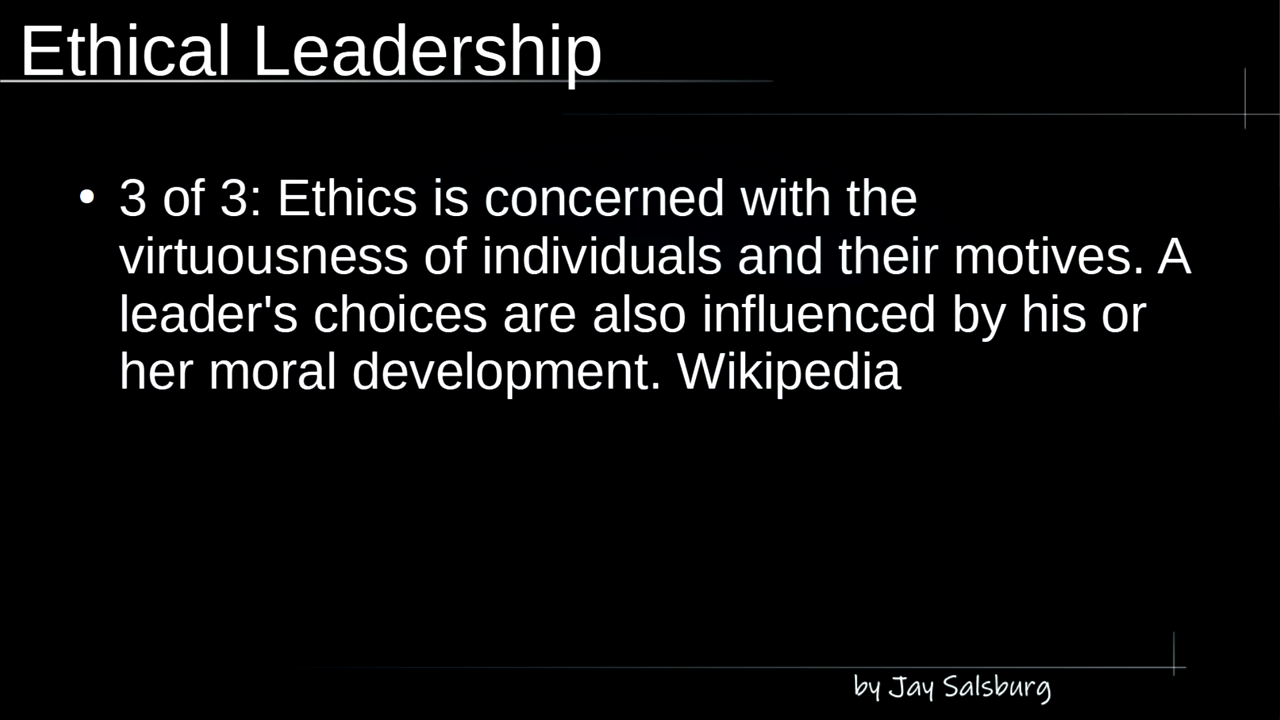 Ethical Leadership
• 3 of 3: Ethics is concerned with the
virtuousness of individuals and their motives. A
leader's choices are also influenced by his or
her moral development. Wikipedia
by Jay Salsburg